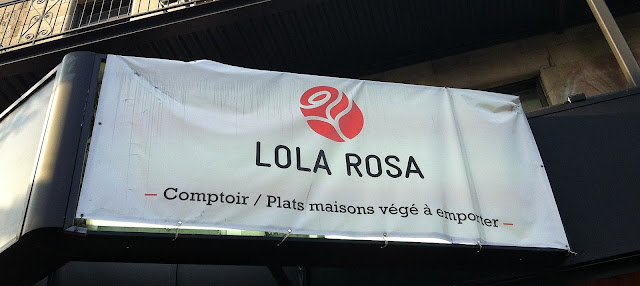 LOLA ROSA
— Comptoir / Plats maisons végé à emporter —